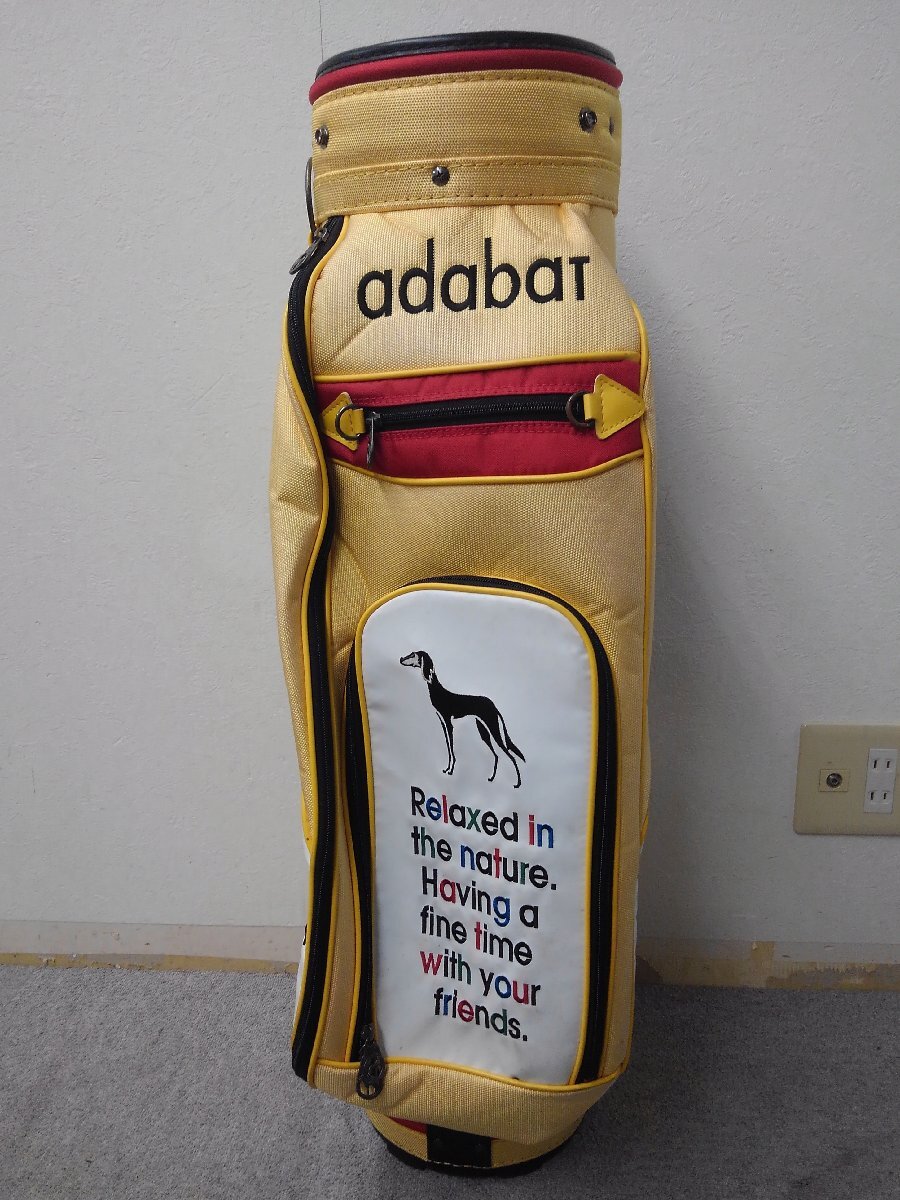 adabat
Relaxed in
the nature.
Having a
fine time
with your
friends.